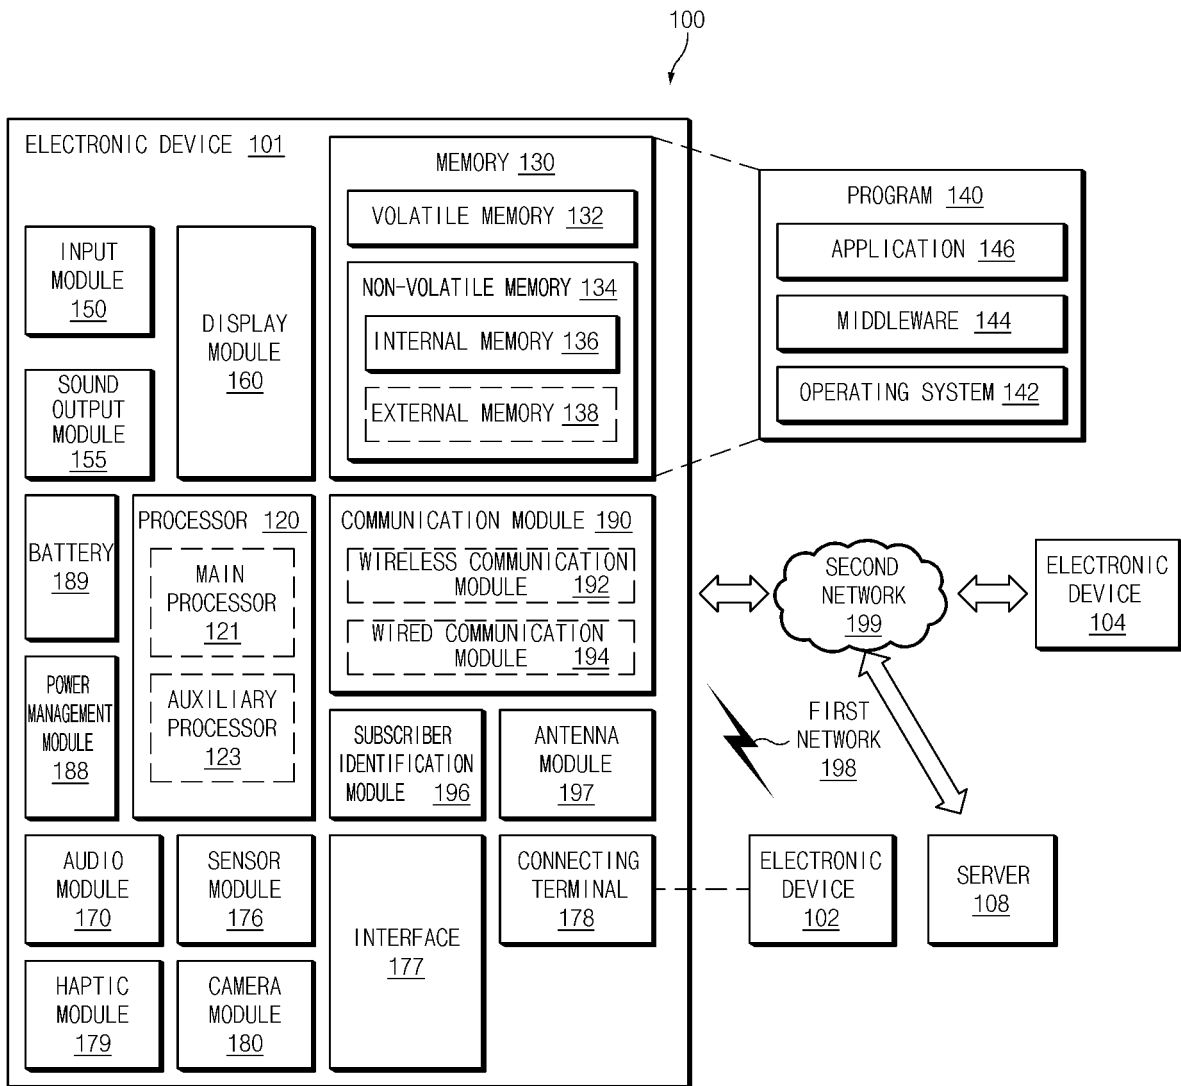 100
ELECTRONIC DEVICE 101
MEMORY 130
VOLATILE MEMORY 132
NON-VOLATILE MEMORY 134
INTERNAL MEMORY 136
EXTERNAL MEMORY 138
PROGRAM 140
APPLICATION 146
MIDDLEWARE 144
OPERATING SYSTEM 142
INPUT
MODULE
150
DISPLAY
MODULE
160
SOUND
OUTPUT
MODULE
155
BATTERY
189
PROCESSOR 120
MAIN
PROCESSOR
121
AUXILIARY
PROCESSOR
123
COMMUNICATION MODULE 190
WIRELESS COMMUNICATION
MODULE 192
WIRED COMMUNICATION
MODULE 194
SECOND
NETWORK
199
ELECTRONIC
DEVICE
104
POWER
MANAGEMENT
MODULE
188
SUBSCRIBER
IDENTIFICATION
MODULE 196
ANTENNA
MODULE
197
FIRST
NETWORK
198
AUDIO
MODULE
170
SENSOR
MODULE
176
INTERFACE
177
CONNECTING
TERMINAL
178
ELECTRONIC
DEVICE
102
SERVER
108
HAPTIC
MODULE
179
CAMERA
MODULE
180